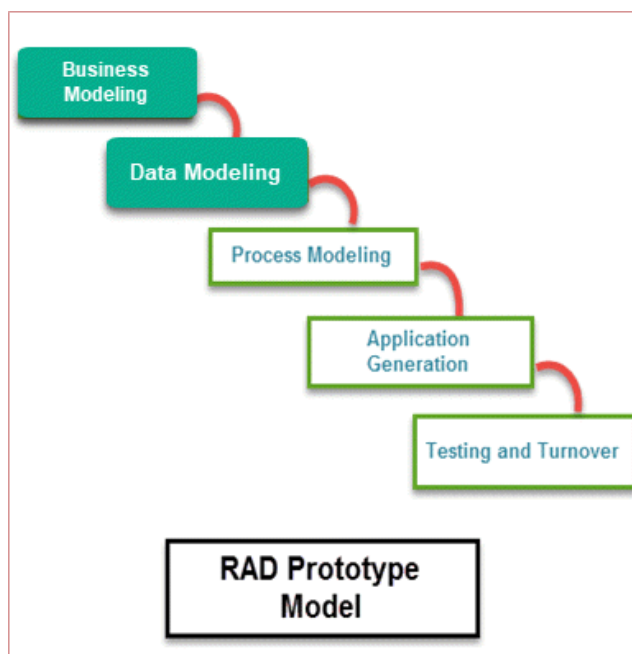 Business
Modeling
Data Modeling
Process Modeling
Application
Generation
Testing and Turnover
RAD Prototype
Model